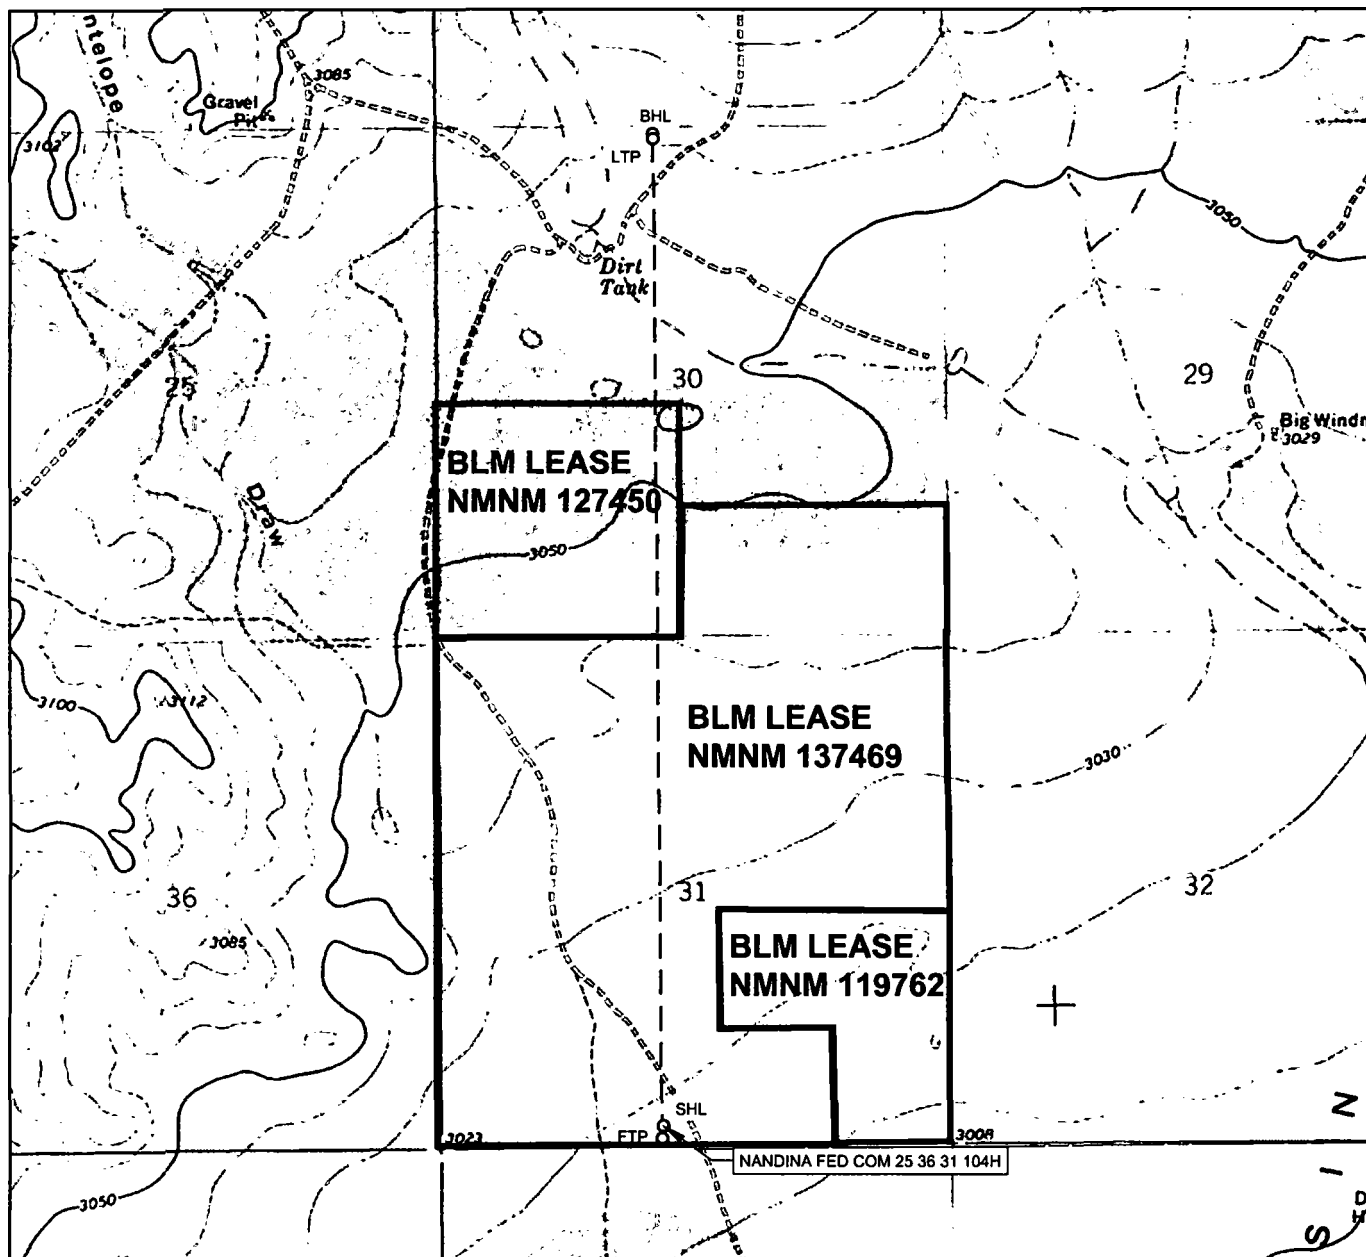 ntelope
3085
Gravel
Pit
3102
BHL
LTP
3050
Dirt
Tank
25
30
29
Big Windm
3029
BLM LEASE
NMNM 127450
Draw
3050
3100
3112
BLM LEASE
NMNM 137469
3030
36
31
32
3085
BLM LEASE
NMNM 119762
SHL
FTP
3023
3008
NANDINA FED COM 25 36 31 104H
3050
N
I
S
D
H